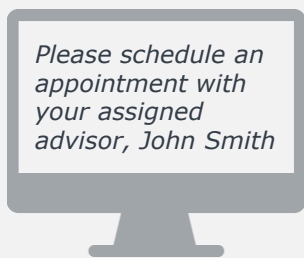 Please schedule an
appointment with
your assigned
advisor, John Smith